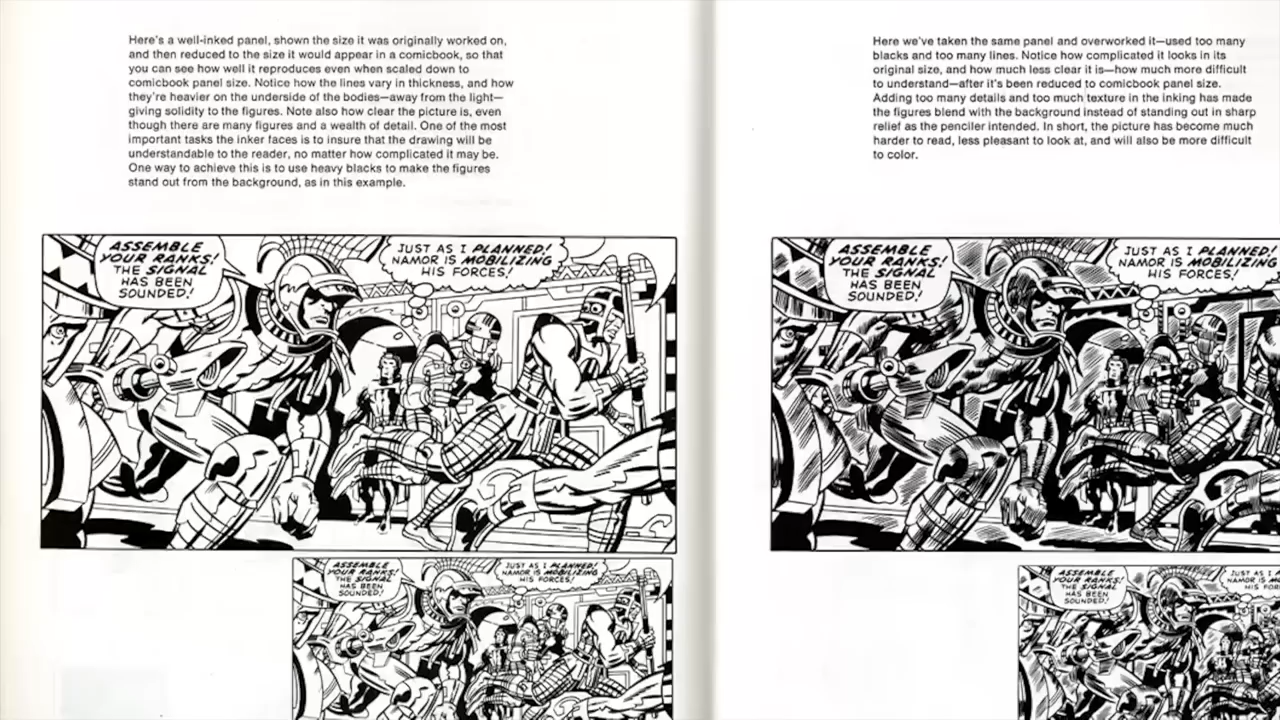 Here's a well-inked panel, shown the size it was originally worked on,
and then reduced to the size it would appear in a comicbook, so that
you can see how well it reproduces even when scaled down to
comicbook panel size. Notice how the lines vary in thickness, and how
they're heavier on the underside of the bodies—away from the light—
giving solidity to the figures. Note also how clear the picture is, even
though there are many figures and a wealth of detail. One of the most
important tasks the inker faces is to insure that the drawing will be
understandable to the reader, no matter how complicated it may be.
One way to achieve this is to use heavy blacks to make the figures
stand out from the background, as in this example.
ASSEMBLE
YOUR RANKS!
THE SIGNAL
HAS BEEN
SOUNDED!
JUST AS I PLANNED!
NAMOR IS MOBILIZING
HIS FORCES!
ASSEMBLE
YOUR RANKS!
THE SIGNAL
HAS BEEN
SOUNDED!
JUST AS I PLANNED!
NAMOR IS MOBILIZING
HIS FORCES!
Here we've taken the same panel and overworked it—used too many
blacks and too many lines. Notice how complicated it looks in its
original size, and how much less clear it is—how much more difficult
to understand—after it's been reduced to comicbook panel size.
Adding too many details and too much texture in the inking has made
the figures blend with the background instead of standing out in sharp
relief as the penciler intended. In short, the picture has become much
harder to read, less pleasant to look at, and will also be more difficult
to color.
ASSEMBLE
YOUR RANKS!
THE SIGNAL
HAS BEEN
SOUNDED!
JUST AS I PLANNED!
NAMOR IS MOBILIZING
HIS FORCES!
ASSEMBLE
YOUR RANKS!
THE SIGNAL
HAS BEEN
SOUNDED!
JUST AS I
NAMOR IS M
HIS FOR